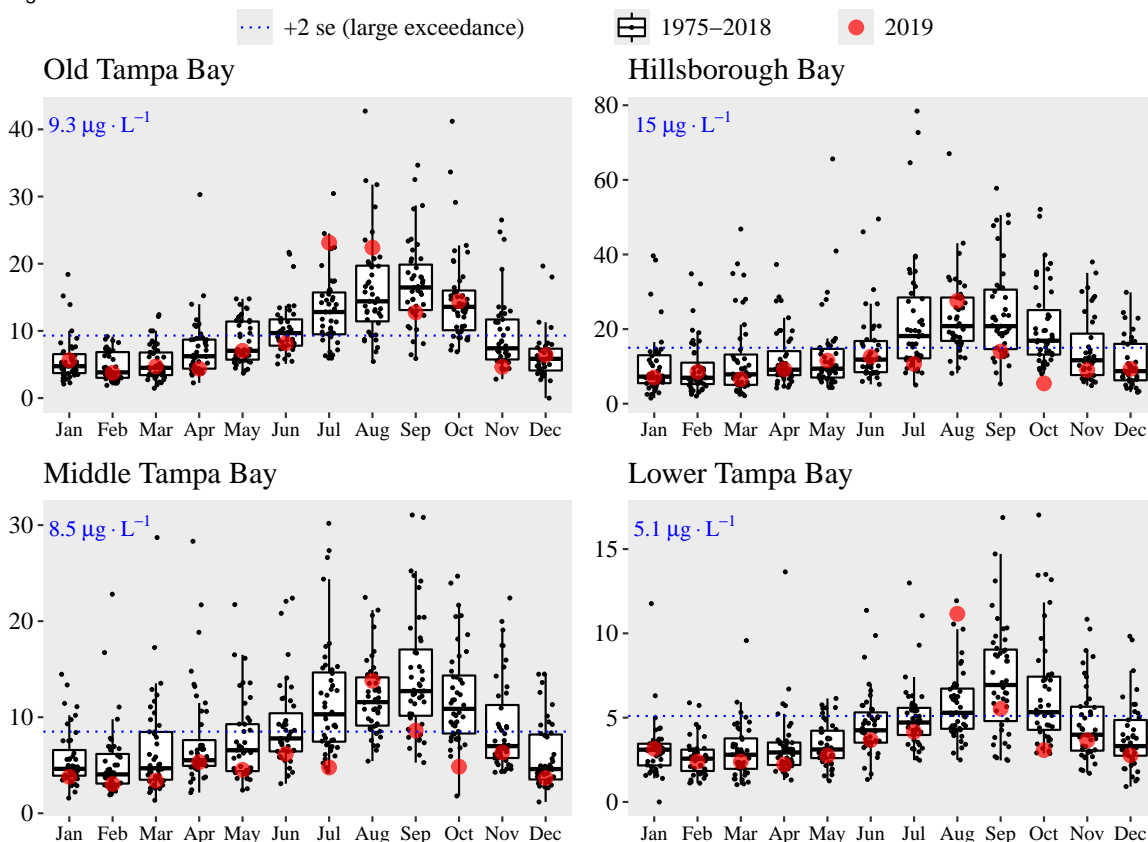 +2 se (large exceedance) 1975–2018 2019
Old Tampa Bay
9.3 µg · L⁻¹
40
30
20
10
0
Jan Feb Mar Apr May Jun Jul Aug Sep Oct Nov Dec
Hillsborough Bay
15 µg · L⁻¹
80
60
40
20
0
Jan Feb Mar Apr May Jun Jul Aug Sep Oct Nov Dec
Middle Tampa Bay
8.5 µg · L⁻¹
30
20
10
0
Jan Feb Mar Apr May Jun Jul Aug Sep Oct Nov Dec
Lower Tampa Bay
5.1 µg · L⁻¹
15
10
5
0
Jan Feb Mar Apr May Jun Jul Aug Sep Oct Nov Dec